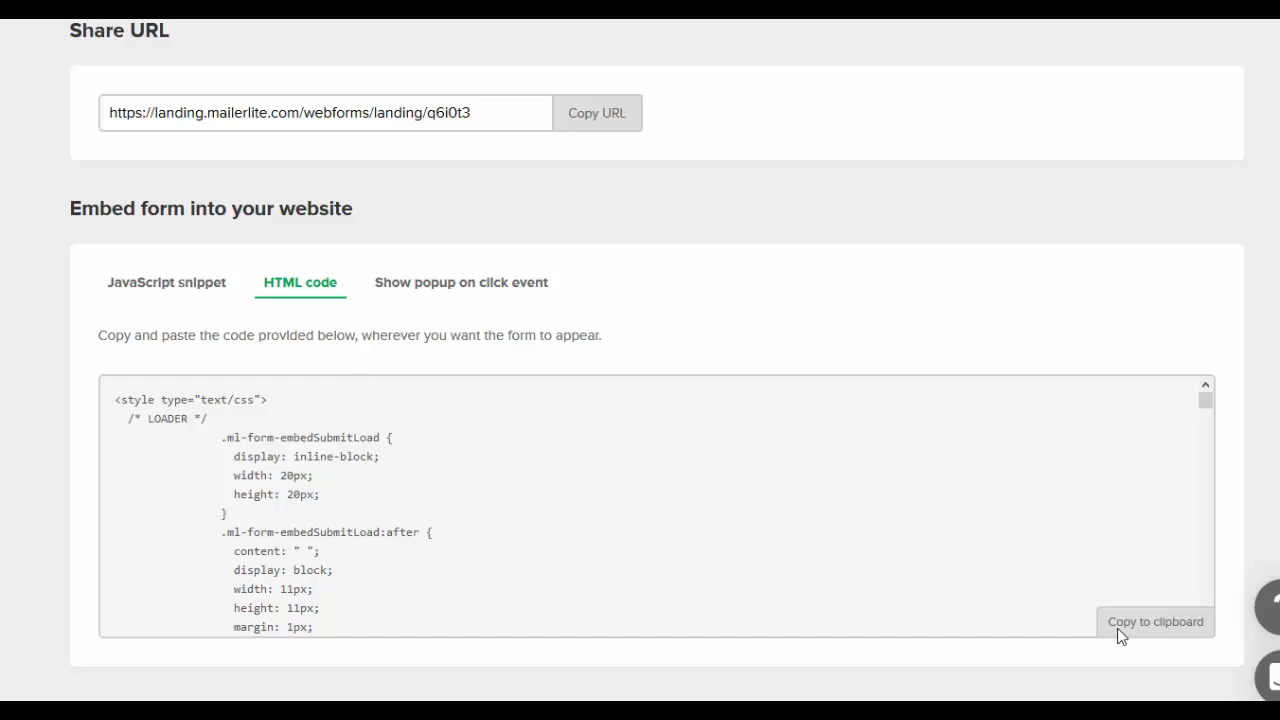 Share URL
https://landing.mailerlite.com/webforms/landing/q6i0t3
Copy URL
Embed form into your website
JavaScript snippet
HTML code
Show popup on click event
Copy and paste the code provided below, wherever you want the form to appear.
<style type="text/css">
/* LOADER */
.ml-form-embedSubmitLoad {
display: inline-block;
width: 20px;
height: 20px;
}
.ml-form-embedSubmitLoad:after {
content: " ";
display: block;
width: 11px;
height: 11px;
margin: 1px;
Copy to clipboard